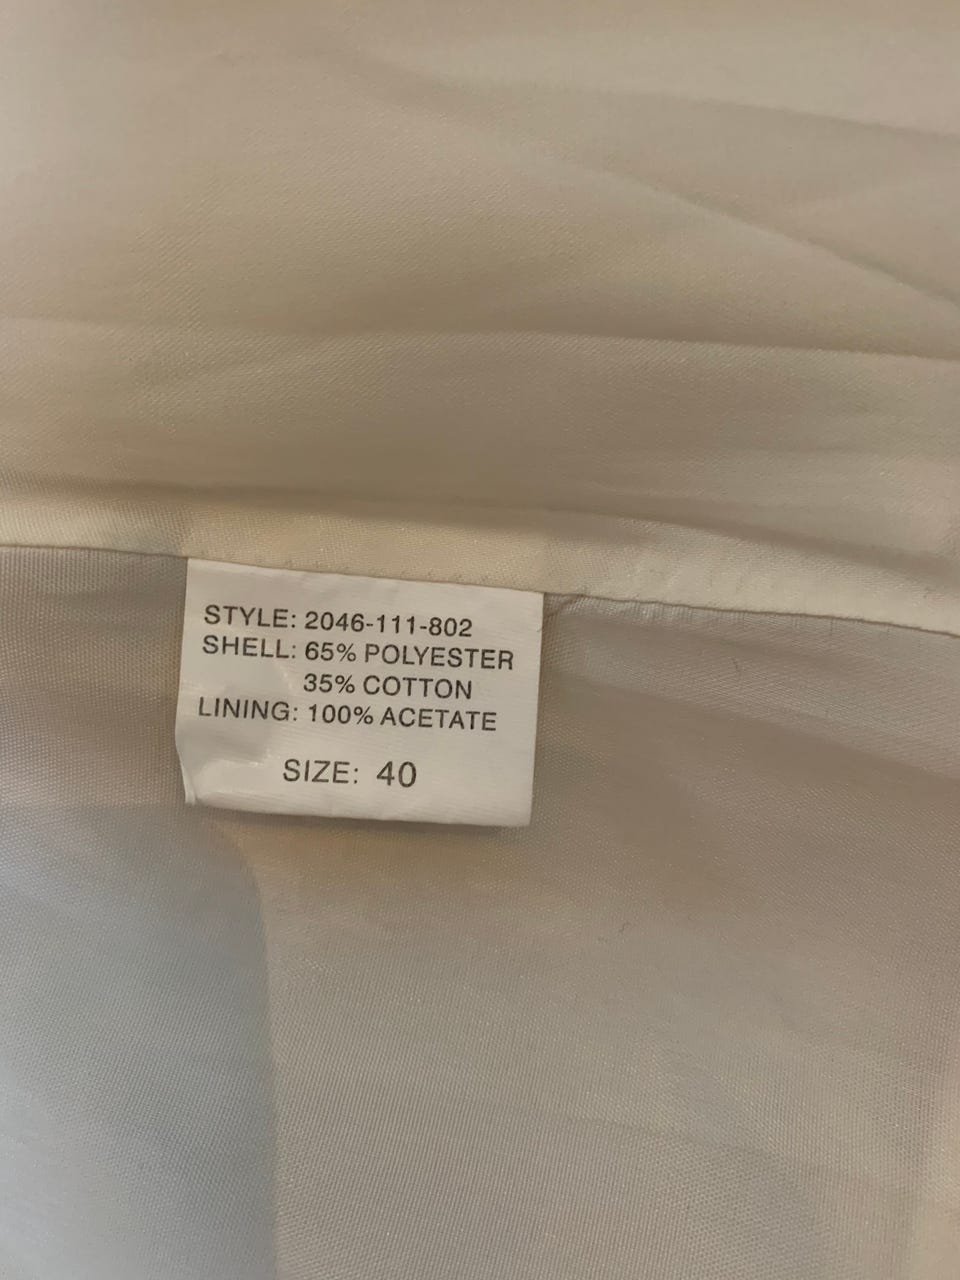 STYLE: 2046-111-802
SHELL: 65% POLYESTER
35% COTTON
LINING: 100% ACETATE
SIZE: 40